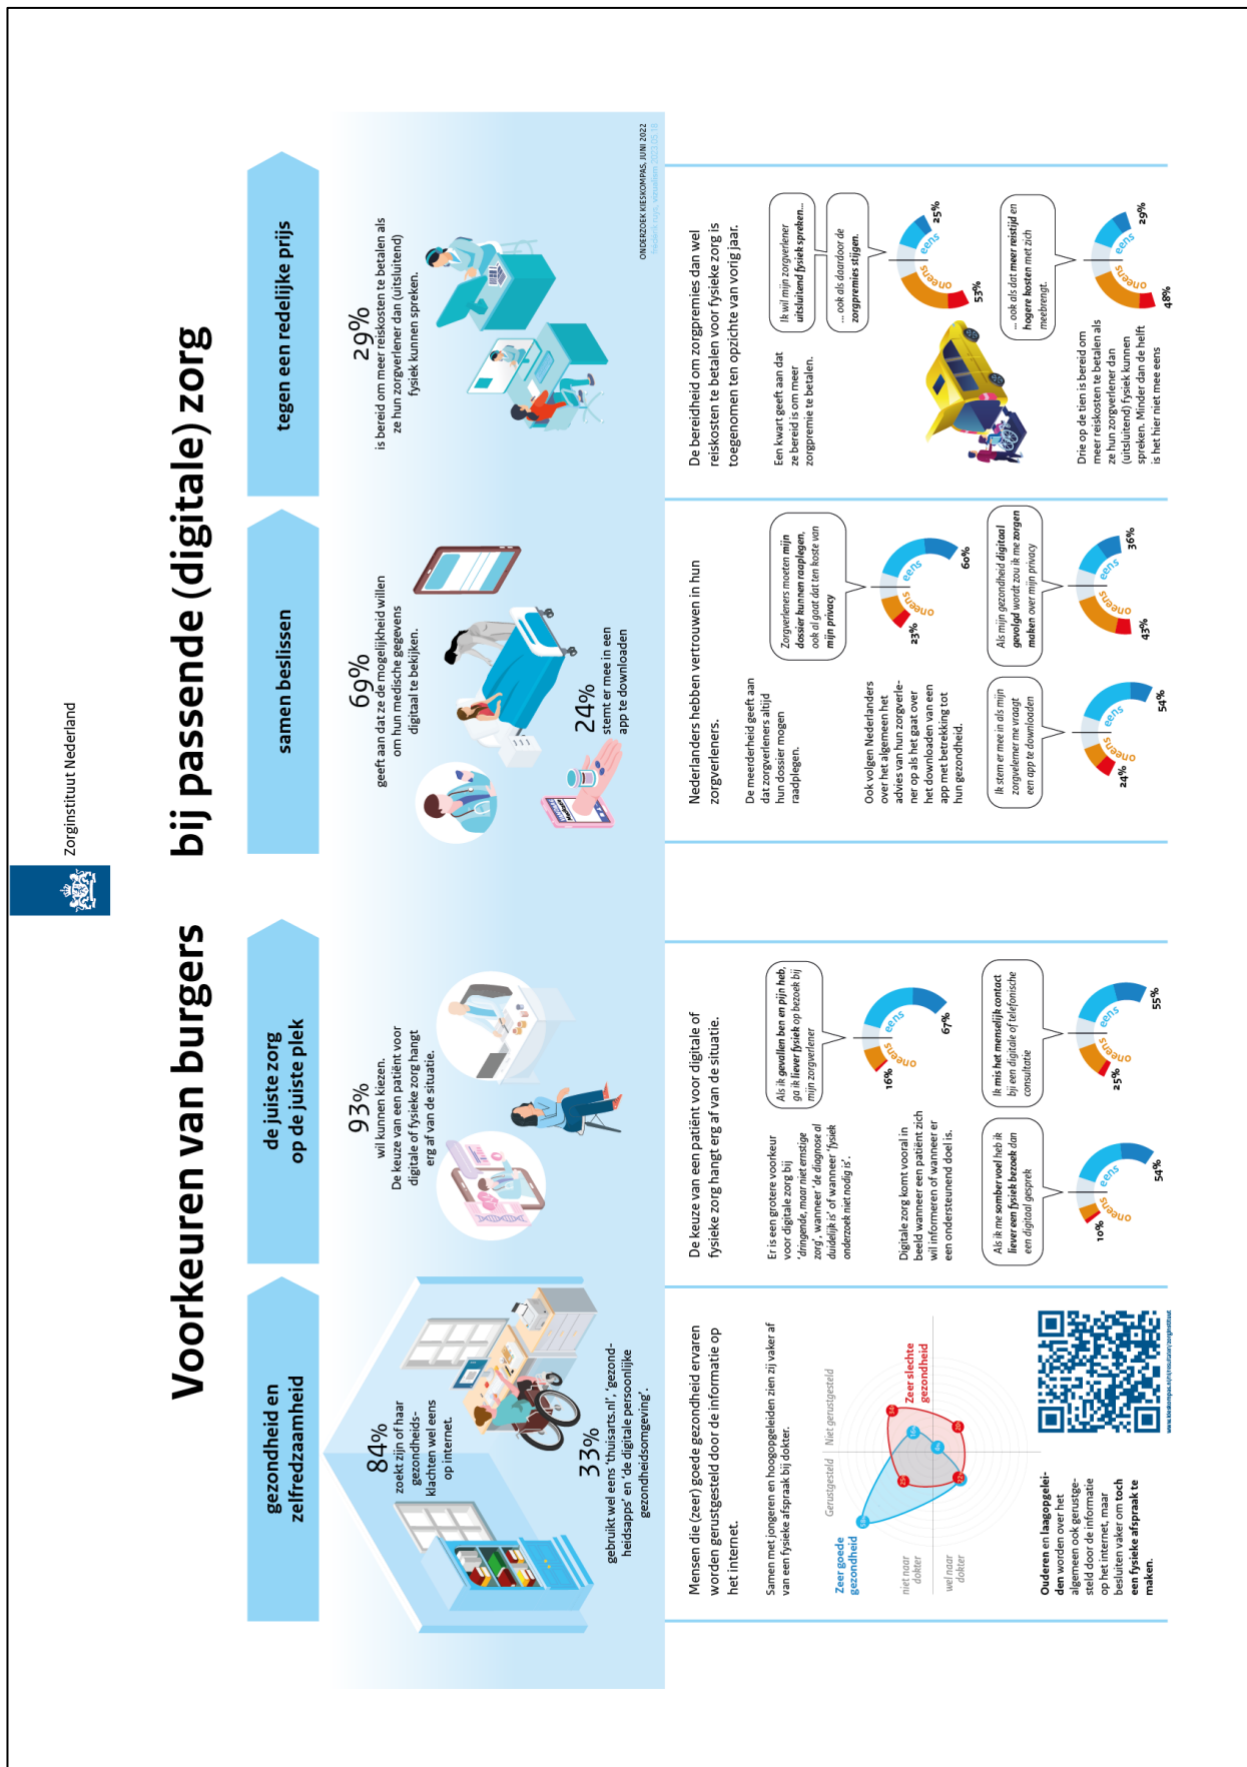 Zorginstituut Nederland
Voorkeuren van burgers bij passende (digitale) zorg
gezondheid en
zelfredzaamheid
de juiste zorg
op de juiste plek
samen beslissen
tegen een redelijke prijs
84%
zoekt zijn of haar
gezondheids-
klachten wel eens
op internet.
33%
gebruikt wel eens 'thuisarts.nl', 'gezond-
heidsapps' en 'de digitale persoonlijke
gezondheidsomgeving'.
93%
wil kunnen kiezen.
De keuze van een patiënt voor
digitale of fysieke zorg hangt
erg af van de situatie.
69%
geeft aan dat ze de mogelijkheid willen
om hun medische gegevens
digitaal te bekijken.
24%
stemt er mee in een
app te downloaden
29%
is bereid om meer reiskosten te betalen als
ze hun zorgverlener dan (uitsluitend)
fysiek kunnen spreken.
ONDERZOEK KIESKOMPAS, JUNI 2022
Mensen die (zeer) goede gezondheid ervaren
worden gerustgesteld door de informatie op
het internet.
Samen met jongeren en hoogopgeleiden zien zij vaker af
van een fysieke afspraak bij dokter.
Gerustgesteld
Niet gerustgesteld
Zeer goede
gezondheid
Zeer slechte
gezondheid
niet naar
dokter
wel naar
dokter
Ouderen en laagopgelei-
den worden over het
algemeen ook gerustge-
steld door de informatie
op het internet, maar
besluiten vaker om toch
een fysieke afspraak te
maken.
De keuze van een patiënt voor digitale of
fysieke zorg hangt erg af van de situatie.
Er is een grotere voorkeur
voor digitale zorg bij
'dringende, maar niet ernstige
zorg', wanneer 'de diagnose al
duidelijk is' of wanneer 'fysiek
onderzoek niet nodig is'.
Als ik gevallen ben en pijn heb,
ga ik liever fysiek op bezoek bij
mijn zorgverlener
oneens
eens
16%
67%
Digitale zorg komt vooral in
beeld wanneer een patiënt zich
wil informeren of wanneer er
een ondersteunend doel is.
Als ik me somber voel heb ik
liever een fysiek bezoek dan
een digitaal gesprek
oneens
eens
10%
54%
Ik mis het menselijk contact
bij een digitale of telefonische
consultatie
oneens
eens
25%
55%
Nederlanders hebben vertrouwen in hun
zorgverleners.
De meerderheid geeft aan
dat zorgverleners altijd
hun dossier mogen
raadplegen.
Zorgverleners moeten mijn
dossier kunnen raaplegen,
ook al gaat dat ten koste van
mijn privacy
oneens
eens
23%
60%
Ook volgen Nederlanders
over het algemeen het
advies van hun zorgverle-
ner op als het gaat over
het downloaden van een
app met betrekking tot
hun gezondheid.
Ik stem er mee in als mijn
zorgvelerner me vraagt
een app te downloaden
oneens
eens
24%
54%
Als mijn gezondheid digitaal
gevolgd wordt zou ik me zorgen
maken over mijn privacy
oneens
eens
43%
36%
De bereidheid om zorgpremies dan wel
reiskosten te betalen voor fysieke zorg is
toegenomen ten opzichte van vorig jaar.
Een kwart geeft aan dat
ze bereid is om meer
zorgpremie te betalen.
Ik wil mijn zorgverlener
uitsluitend fysiek spreken...
... ook als daardoor de
zorgpremies stijgen.
oneens
eens
53%
25%
Drie op de tien is bereid om
meer reiskosten te betalen als
ze hun zorgverlener dan
(uitsluitend) fysiek kunnen
spreken. Minder dan de helft
is het hier niet mee eens
... ook als dat meer reistijd en
hogere kosten met zich
meebrengt.
oneens
eens
48%
29%